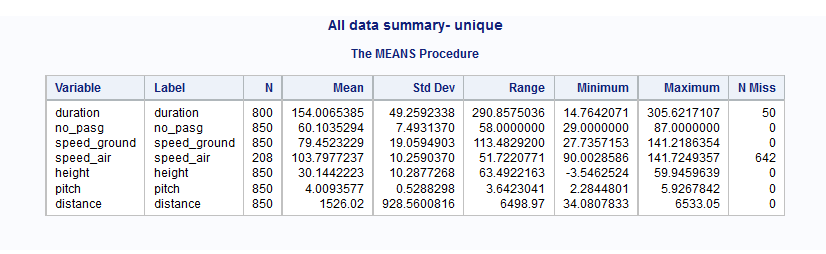 All data summary- unique
The MEANS Procedure
Variable Label N Mean Std Dev Range Minimum Maximum N Miss
duration duration 800 154.0065385 49.2592338 290.8575036 14.7642071 305.6217107 50
no_pasg no_pasg 850 60.1035294 7.4931370 58.0000000 29.0000000 87.0000000 0
speed_ground speed_ground 850 79.4523229 19.0594903 113.4829200 27.7357153 141.2186354 0
speed_air speed_air 208 103.7977237 10.2590370 51.7220771 90.0028586 141.7249357 642
height height 850 30.1442223 10.2877268 63.4922163 -3.5462524 59.9459639 0
pitch pitch 850 4.0093577 0.5288298 3.6423041 2.2844801 5.9267842 0
distance distance 850 1526.02 928.5600816 6498.97 34.0807833 6533.05 0